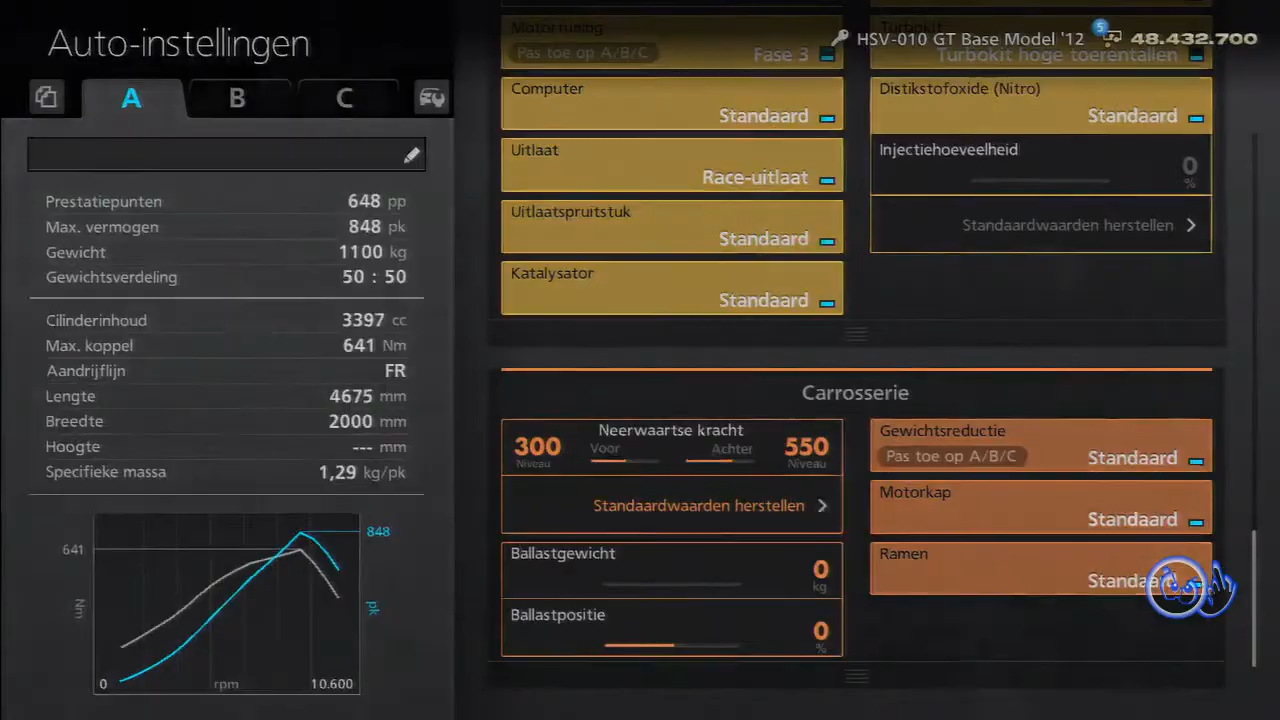 Auto-instellingen
HSV-010 GT Base Model '12
5
48.432.700
A
B
C
Prestatiepunten 648 pp
Max. vermogen 848 pk
Gewicht 1100 kg
Gewichtsverdeling 50 : 50
Cilinderinhoud 3397 cc
Max. koppel 641 Nm
Aandrijflijn FR
Lengte 4675 mm
Breedte 2000 mm
Hoogte --- mm
Specifieke massa 1,29 kg/pk
848
641
Nm
pk
0 rpm 10.600
Motortuning
Pas toe op A/B/C
Fase 3
Computer
Standaard
Uitlaat
Race-uitlaat
Uitlaatspruitstuk
Standaard
Katalysator
Standaard
Turbokit
Turbokit hoge toerentallen
Distikstofoxide (Nitro)
Standaard
Injectiehoeveelheid
0
%
Standaardwaarden herstellen
Carrosserie
Neerwaartse kracht
300 Voor Achter 550
Niveau Niveau
Standaardwaarden herstellen
Ballastgewicht
0
kg
Ballastpositie
0
%
Gewichtsreductie
Pas toe op A/B/C
Standaard
Motorkap
Standaard
Ramen
Standaard